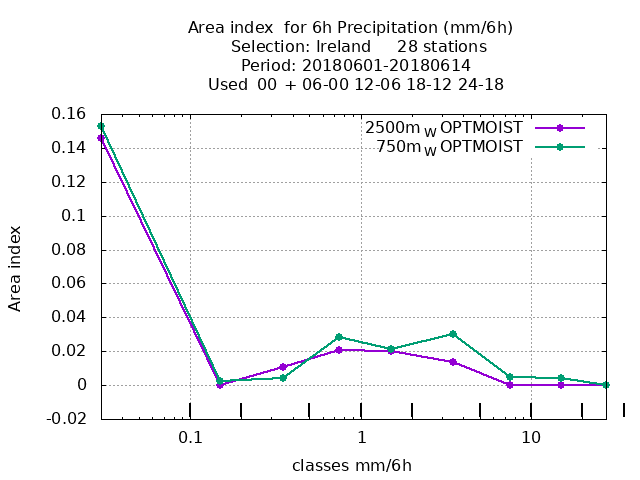 Area index  for 6h Precipitation (mm/6h)
Selection: Ireland     28 stations
Period: 20180601-20180614
Used  00 + 06-00 12-06 18-12 24-18
2500m W OPTMOIST
750m W OPTMOIST
0.16
0.14
0.12
0.1
0.08
0.06
0.04
0.02
0
-0.02
Area index
0.1 1 10
classes mm/6h